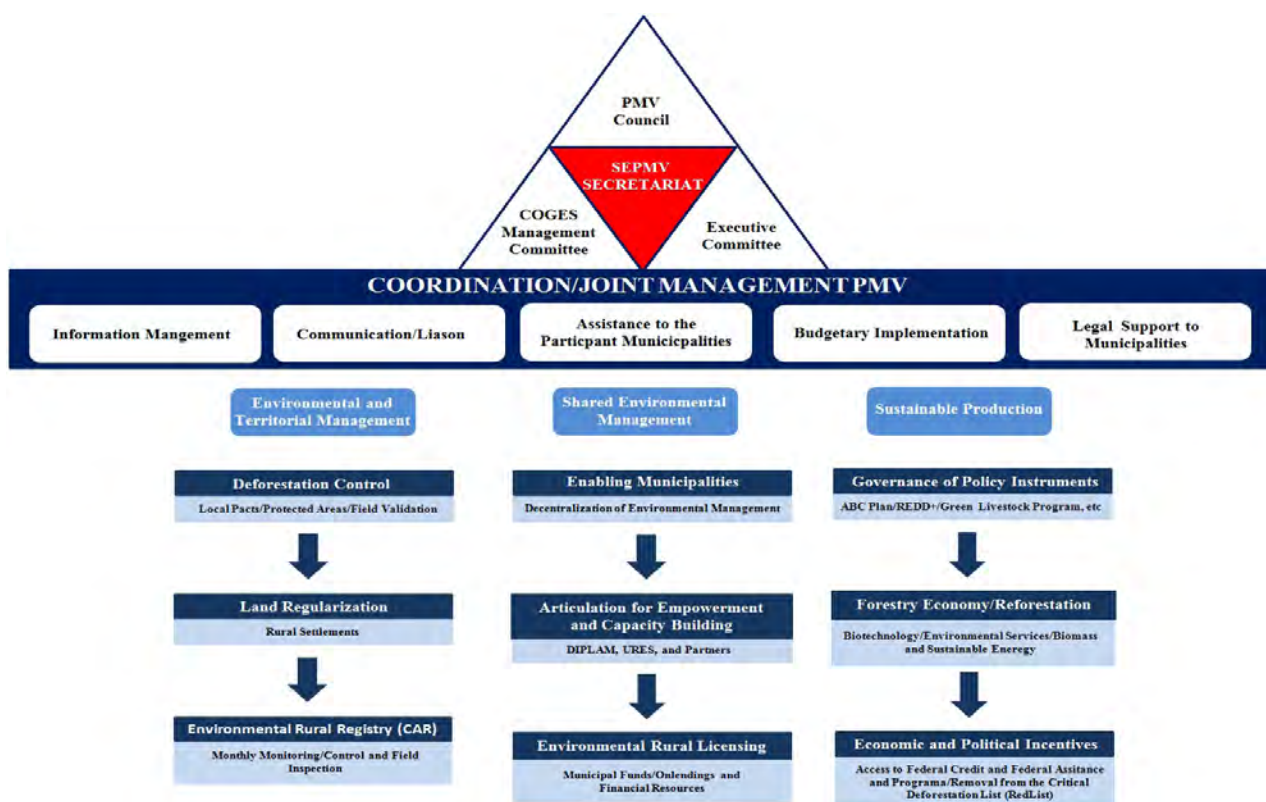 PMV
Council
SEPMV
SECRETARIAT
COGES
Management
Committee
Executive
Committee
COORDINATION/JOINT MANAGEMENT PMV
Information Mangement
Communication/Liason
Assistance to the
Particpant Municicpalities
Budgetary Implementation
Legal Support to
Municipalities
Environmental and
Territorial Management
Shared Environmental
Management
Sustainable Production
Deforestation Control
Local Pacts/Protected Areas/Field Validation
Enabling Municipalities
Decentralization of Environmental Management
Governance of Policy Instruments
ABC Plan/REDD+/Green Livestock Program, etc
Land Regularization
Rural Settlements
Articulation for Empowerment
and Capacity Building
DIPLAM, URES, and Partners
Forestry Economy/Reforestation
Biotechnology/Environmental Services/Biomass
and Sustainable Eneregy
Environmental Rural Registry (CAR)
Monthly Monitoring/Control and Field
Inspection
Environmental Rural Licensing
Municipal Funds/Onlendings and
Financial Resources
Economic and Political Incentives
Access to Federal Credit and Federal Assitance
and Programa/Removal from the Critical
Deforestation List (RedList)